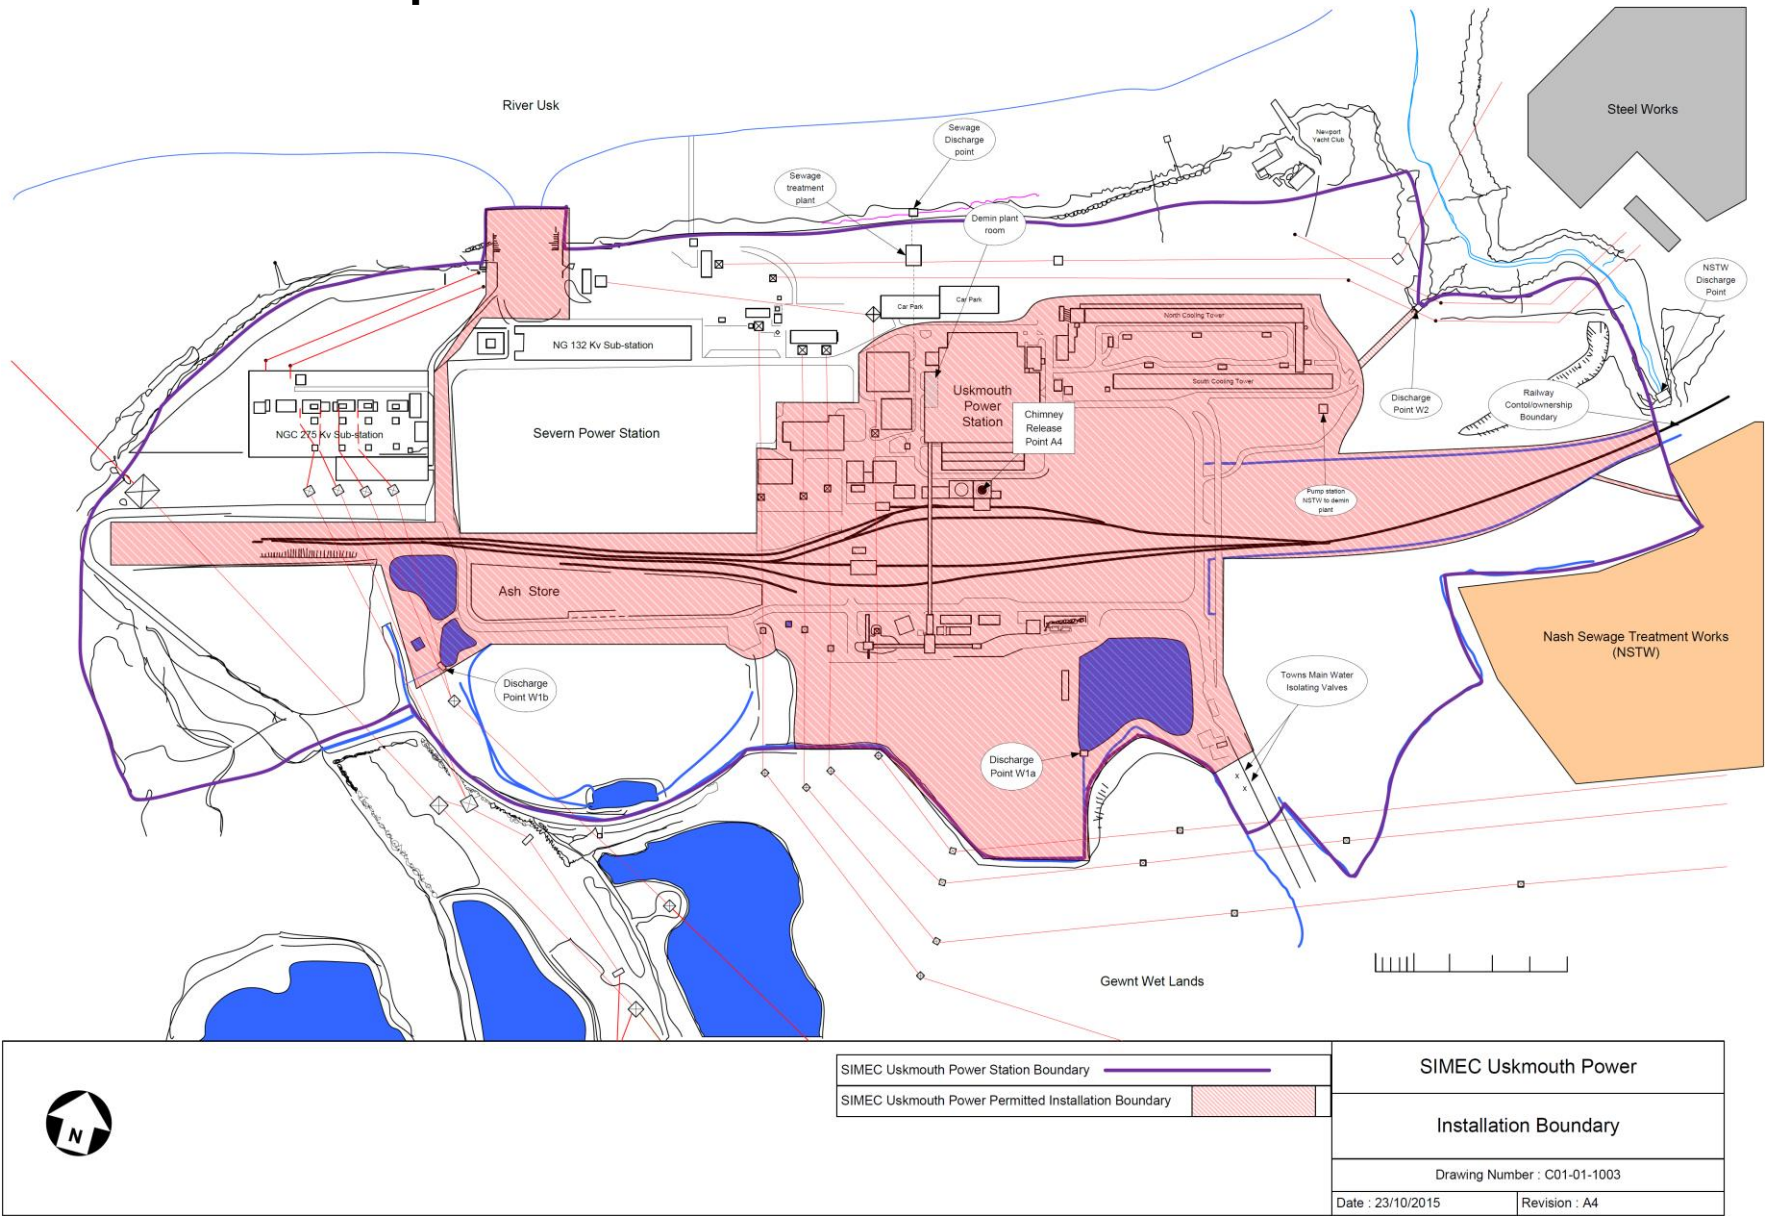 River Usk
Steel Works
Newport
Yacht Club
Sewage
Discharge
point
Sewage
treatment
plant
Demin plant
room
NSTW
Discharge
Point
Car Park
Car Park
North Cooling Tower
NG 132 Kv Sub-station
South Cooling Tower
Uskmouth
Power
Station
Discharge
Point W2
Railway
Contol/ownership
Boundary
Chimney
Release
Point A4
NGC 275 Kv Sub-station
Severn Power Station
Pump station
NSTW to demin
plant
Ash Store
Nash Sewage Treatment Works
(NSTW)
Discharge
Point W1b
Towns Main Water
Isolating Valves
Discharge
Point W1a
x
x
Gewnt Wet Lands
N
SIMEC Uskmouth Power Station Boundary
SIMEC Uskmouth Power Permitted Installation Boundary
SIMEC Uskmouth Power
Installation Boundary
Drawing Number : C01-01-1003
Date : 23/10/2015
Revision : A4